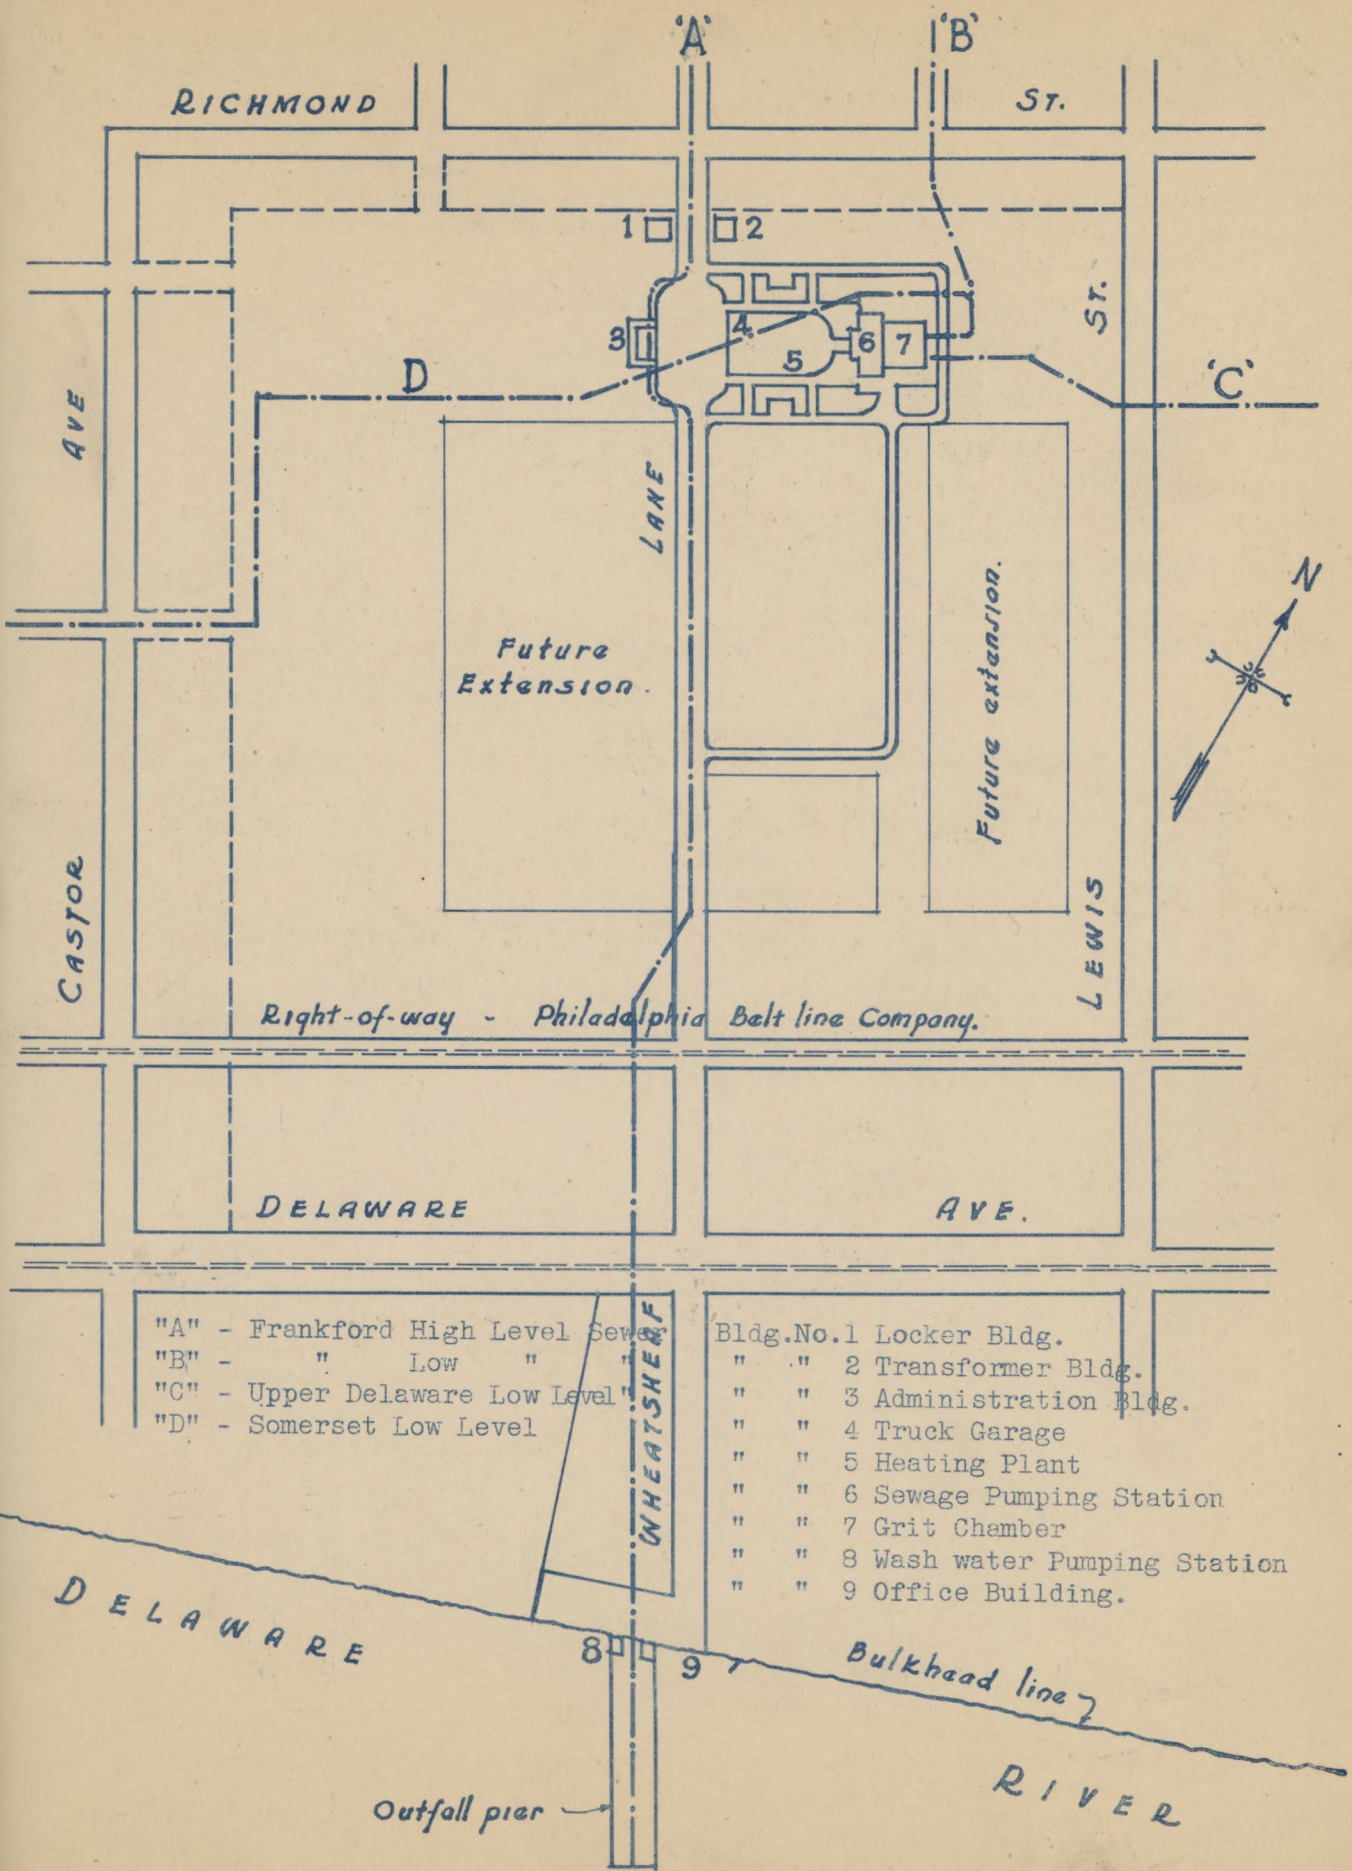 'A'
'B'
RICHMOND ST.
1
2
3
4
5
6
7
ST.
D
'C'
AVE
LANE
N
Future
Extension.
Future extension.
CASTOR
LEWIS
Right-of-way - Philadelphia Belt line Company.
DELAWARE AVE.
"A" - Frankford High Level Sewer
"B" - " Low " "
"C" - Upper Delaware Low Level "
"D" - Somerset Low Level
WHEATSHEAF
Bldg.No.1 Locker Bldg.
" " 2 Transformer Bldg.
" " 3 Administration Bldg.
" " 4 Truck Garage
" " 5 Heating Plant
" " 6 Sewage Pumping Station
" " 7 Grit Chamber
" " 8 Wash water Pumping Station
" " 9 Office Building.
8
9
Bulkhead line
DELAWARE RIVER
Outfall pier